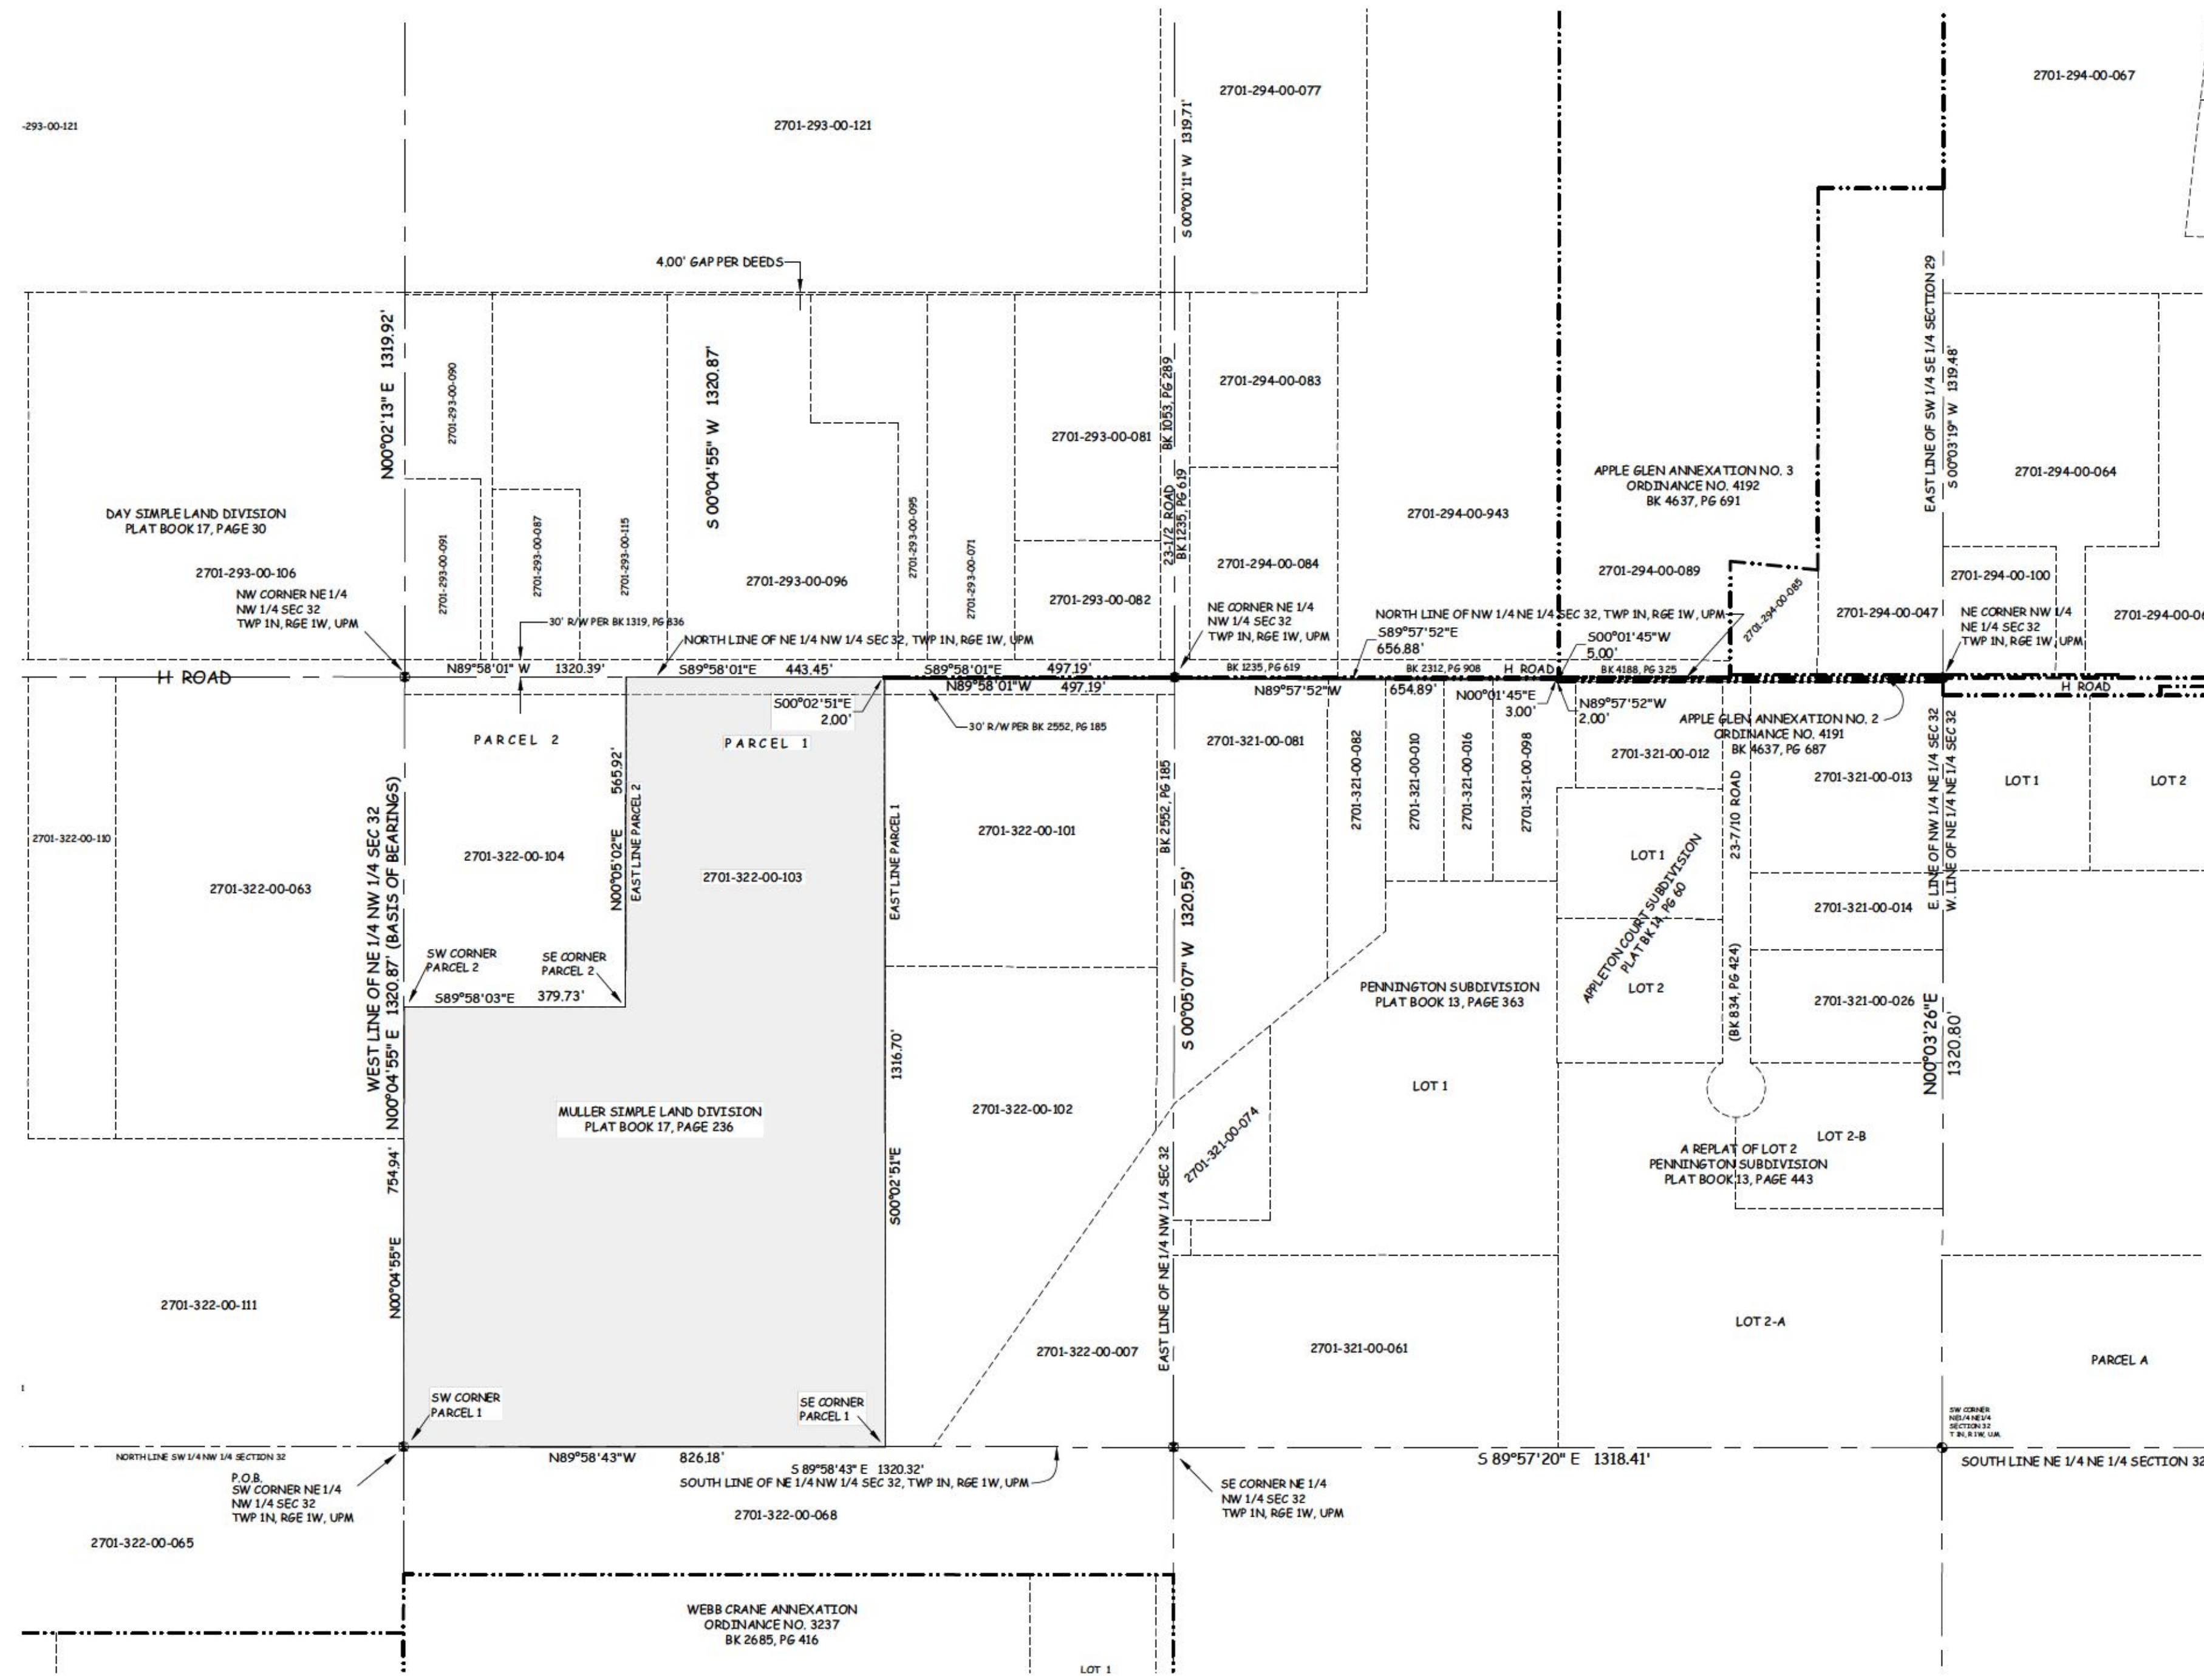 2701-294-00-067
2701-294-00-077
-293-00-121
2701-293-00-121
S 00°00'11" W 1319.71'
4.00' GAP PER DEEDS
EAST LINE OF SW 1/4 SE 1/4 SECTION 29
S 00°03'19" W 1319.48'
N00°02'13" E 1319.92'
2701-293-00-090
S 00°04'55" W 1320.87'
BK 1053, PG 289
2701-294-00-083
2701-293-00-081
23-1/2 ROAD
BK 1235, PG 619
APPLE GLEN ANNEXATION NO. 3
ORDINANCE NO. 4192
BK 4637, PG 691
2701-294-00-064
DAY SIMPLE LAND DIVISION
PLAT BOOK 17, PAGE 30
2701-294-00-943
2701-293-00-091
2701-293-00-087
2701-293-00-115
2701-293-00-095
2701-293-00-071
2701-293-00-106
2701-293-00-096
2701-294-00-084
2701-294-00-089
2701-294-00-085
2701-294-00-100
NW CORNER NE 1/4
NW 1/4 SEC 32
TWP 1N, RGE 1W, UPM
2701-293-00-082
NE CORNER NE 1/4
NW 1/4 SEC 32
TWP 1N, RGE 1W, UPM
2701-294-00-047
NE CORNER NW 1/4
NE 1/4 SEC 32
TWP 1N, RGE 1W, UPM
2701-294-00-06
30' R/W PER BK 1319, PG 836
NORTH LINE OF NE 1/4 NW 1/4 SEC 32, TWP 1N, RGE 1W, UPM
NORTH LINE OF NW 1/4 NE 1/4 SEC 32, TWP 1N, RGE 1W, UPM
S89°57'52"E
656.88'
S00°01'45"W
5.00'
H ROAD
N89°58'01" W 1320.39'
S89°58'01"E 443.45'
S89°58'01"E 497.19'
BK 1235, PG 619
BK 2312, PG 908
H ROAD
BK 4188, PG 325
H ROAD
N89°58'01"W 497.19'
N89°57'52"W 654.89'
N00°01'45"E
3.00'
N89°57'52"W
2.00'
S00°02'51"E
2.00'
30' R/W PER BK 2552, PG 185
APPLE GLEN ANNEXATION NO. 2
ORDINANCE NO. 4191
BK 4637, PG 687
PARCEL 2
PARCEL 1
2701-321-00-081
2701-321-00-082
2701-321-00-010
2701-321-00-016
2701-321-00-098
2701-321-00-012
2701-321-00-013
LOT 1
LOT 2
N00°05'02"E 565.92'
EAST LINE PARCEL 2
EAST LINE PARCEL 1
BK 2552, PG 185
23-7/10 ROAD
E. LINE OF NW 1/4 NE 1/4 SEC 32
W. LINE OF NE 1/4 NE 1/4 SEC 32
2701-322-00-110
2701-322-00-063
WEST LINE OF NE 1/4 NW 1/4 SEC 32
N00°04'55" E 1320.87' (BASIS OF BEARINGS)
2701-322-00-104
2701-322-00-103
2701-322-00-101
LOT 1
APPLETON COURT SUBDIVISION
PLAT BK 14, PG 60
2701-321-00-014
SW CORNER
PARCEL 2
SE CORNER
PARCEL 2
S89°58'03"E 379.73'
S 00°05'07" W 1320.59'
PENNINGTON SUBDIVISION
PLAT BOOK 13, PAGE 363
LOT 2
(BK 834, PG 424)
2701-321-00-026
N00°03'26"E
1320.80'
1316.70'
LOT 1
MULLER SIMPLE LAND DIVISION
PLAT BOOK 17, PAGE 236
2701-322-00-102
2701-321-00-074
LOT 2-B
A REPLAT OF LOT 2
PENNINGTON SUBDIVISION
PLAT BOOK 13, PAGE 443
754.94'
S00°02'51"E
N00°04'55"E
EAST LINE OF NE 1/4 NW 1/4 SEC 32
2701-322-00-111
2701-322-00-007
2701-321-00-061
LOT 2-A
PARCEL A
SW CORNER
PARCEL 1
SE CORNER
PARCEL 1
SW CORNER
NE1/4 NE1/4
SECTION 32
T 1N, R 1W, U.M.
NORTH LINE SW 1/4 NW 1/4 SECTION 32
N89°58'43"W 826.18'
S 89°58'43" E 1320.32'
SOUTH LINE OF NE 1/4 NW 1/4 SEC 32, TWP 1N, RGE 1W, UPM
S 89°57'20" E 1318.41'
SOUTH LINE NE 1/4 NE 1/4 SECTION 32
P.O.B.
SW CORNER NE 1/4
NW 1/4 SEC 32
TWP 1N, RGE 1W, UPM
SE CORNER NE 1/4
NW 1/4 SEC 32
TWP 1N, RGE 1W, UPM
2701-322-00-068
2701-322-00-065
WEBB CRANE ANNEXATION
ORDINANCE NO. 3237
BK 2685, PG 416
LOT 1